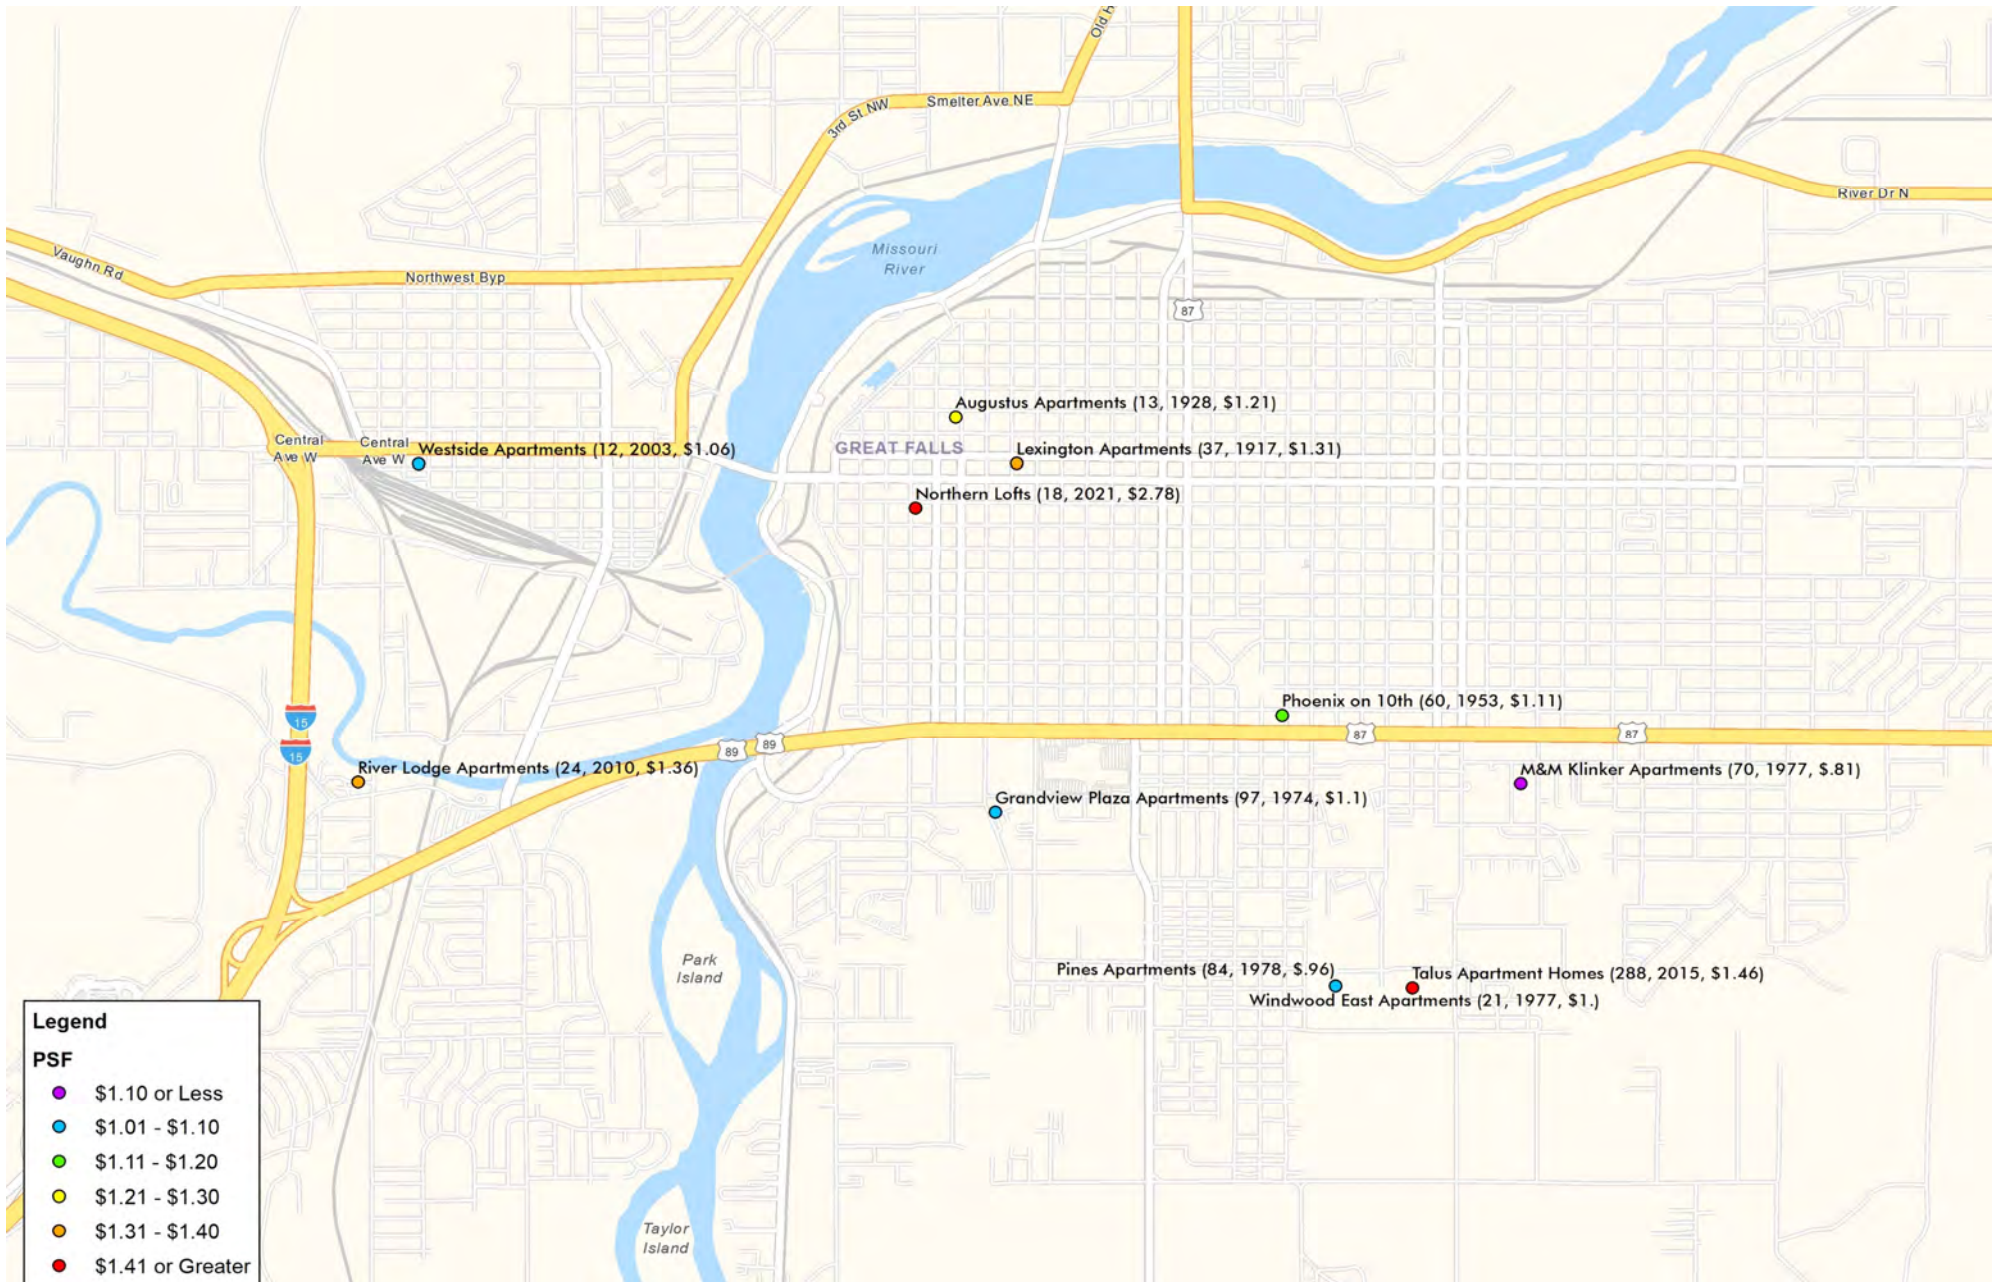 Old H
Smelter Ave NE
3rd St NW
River Dr N
Missouri
River
Vaughn Rd
Northwest Byp
87
Augustus Apartments (13, 1928, $1.21)
Central
Ave W
Central
Ave W
Westside Apartments (12, 2003, $1.06)
GREAT FALLS
Lexington Apartments (37, 1917, $1.31)
Northern Lofts (18, 2021, $2.78)
Phoenix on 10th (60, 1953, $1.11)
15
15
89
89
87
87
River Lodge Apartments (24, 2010, $1.36)
M&M Klinker Apartments (70, 1977, $.81)
Grandview Plaza Apartments (97, 1974, $1.1)
Park
Island
Pines Apartments (84, 1978, $.96)
Talus Apartment Homes (288, 2015, $1.46)
Windwood East Apartments (21, 1977, $1.)
Taylor
Island
Legend
PSF
$1.10 or Less
$1.01 - $1.10
$1.11 - $1.20
$1.21 - $1.30
$1.31 - $1.40
$1.41 or Greater